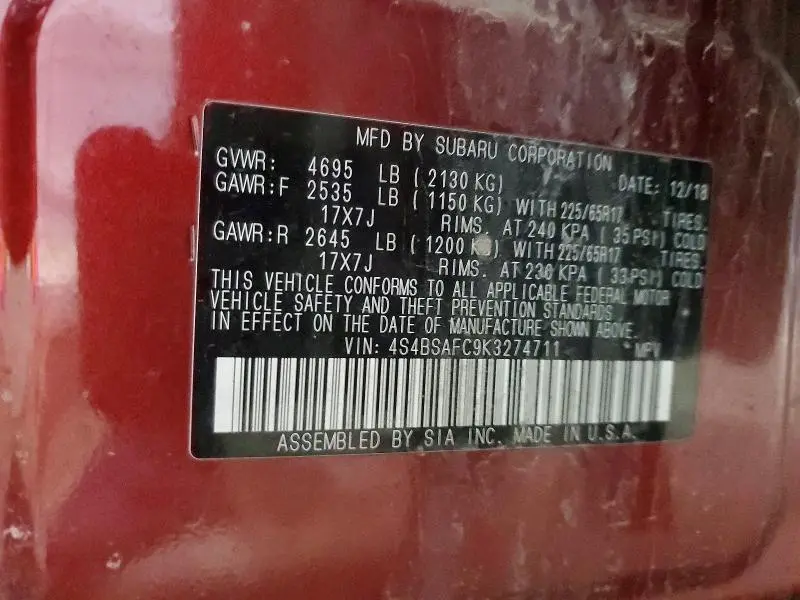 MFD BY SUBARU CORPORATION
GVWR: 4695 LB ( 2130 KG) DATE: 12/18
GAWR:F 2535 LB ( 1150 KG) WITH 225/65R17 TIRES.
17X7J RIMS. AT 240 KPA ( 35 PSI) COLD
GAWR:R 2645 LB ( 1200 KG) WITH 225/65R17 TIRES.
17X7J RIMS. AT 230 KPA ( 33 PSI) COLD
THIS VEHICLE CONFORMS TO ALL APPLICABLE FEDERAL MOTOR
VEHICLE SAFETY AND THEFT PREVENTION STANDARDS
IN EFFECT ON THE DATE OF MANUFACTURE SHOWN ABOVE.
VIN: 4S4BSAFC9K3274711 * MPV
ASSEMBLED BY SIA INC. MADE IN U.S.A.